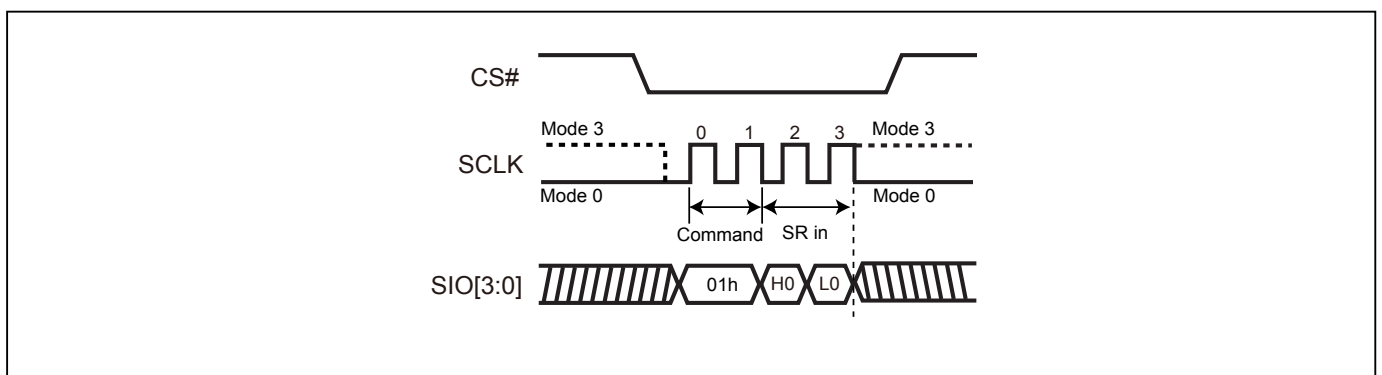 CS#
Mode 3 0 1 2 3 Mode 3
SCLK
Mode 0 Mode 0
Command SR in
SIO[3:0] 01h H0 L0